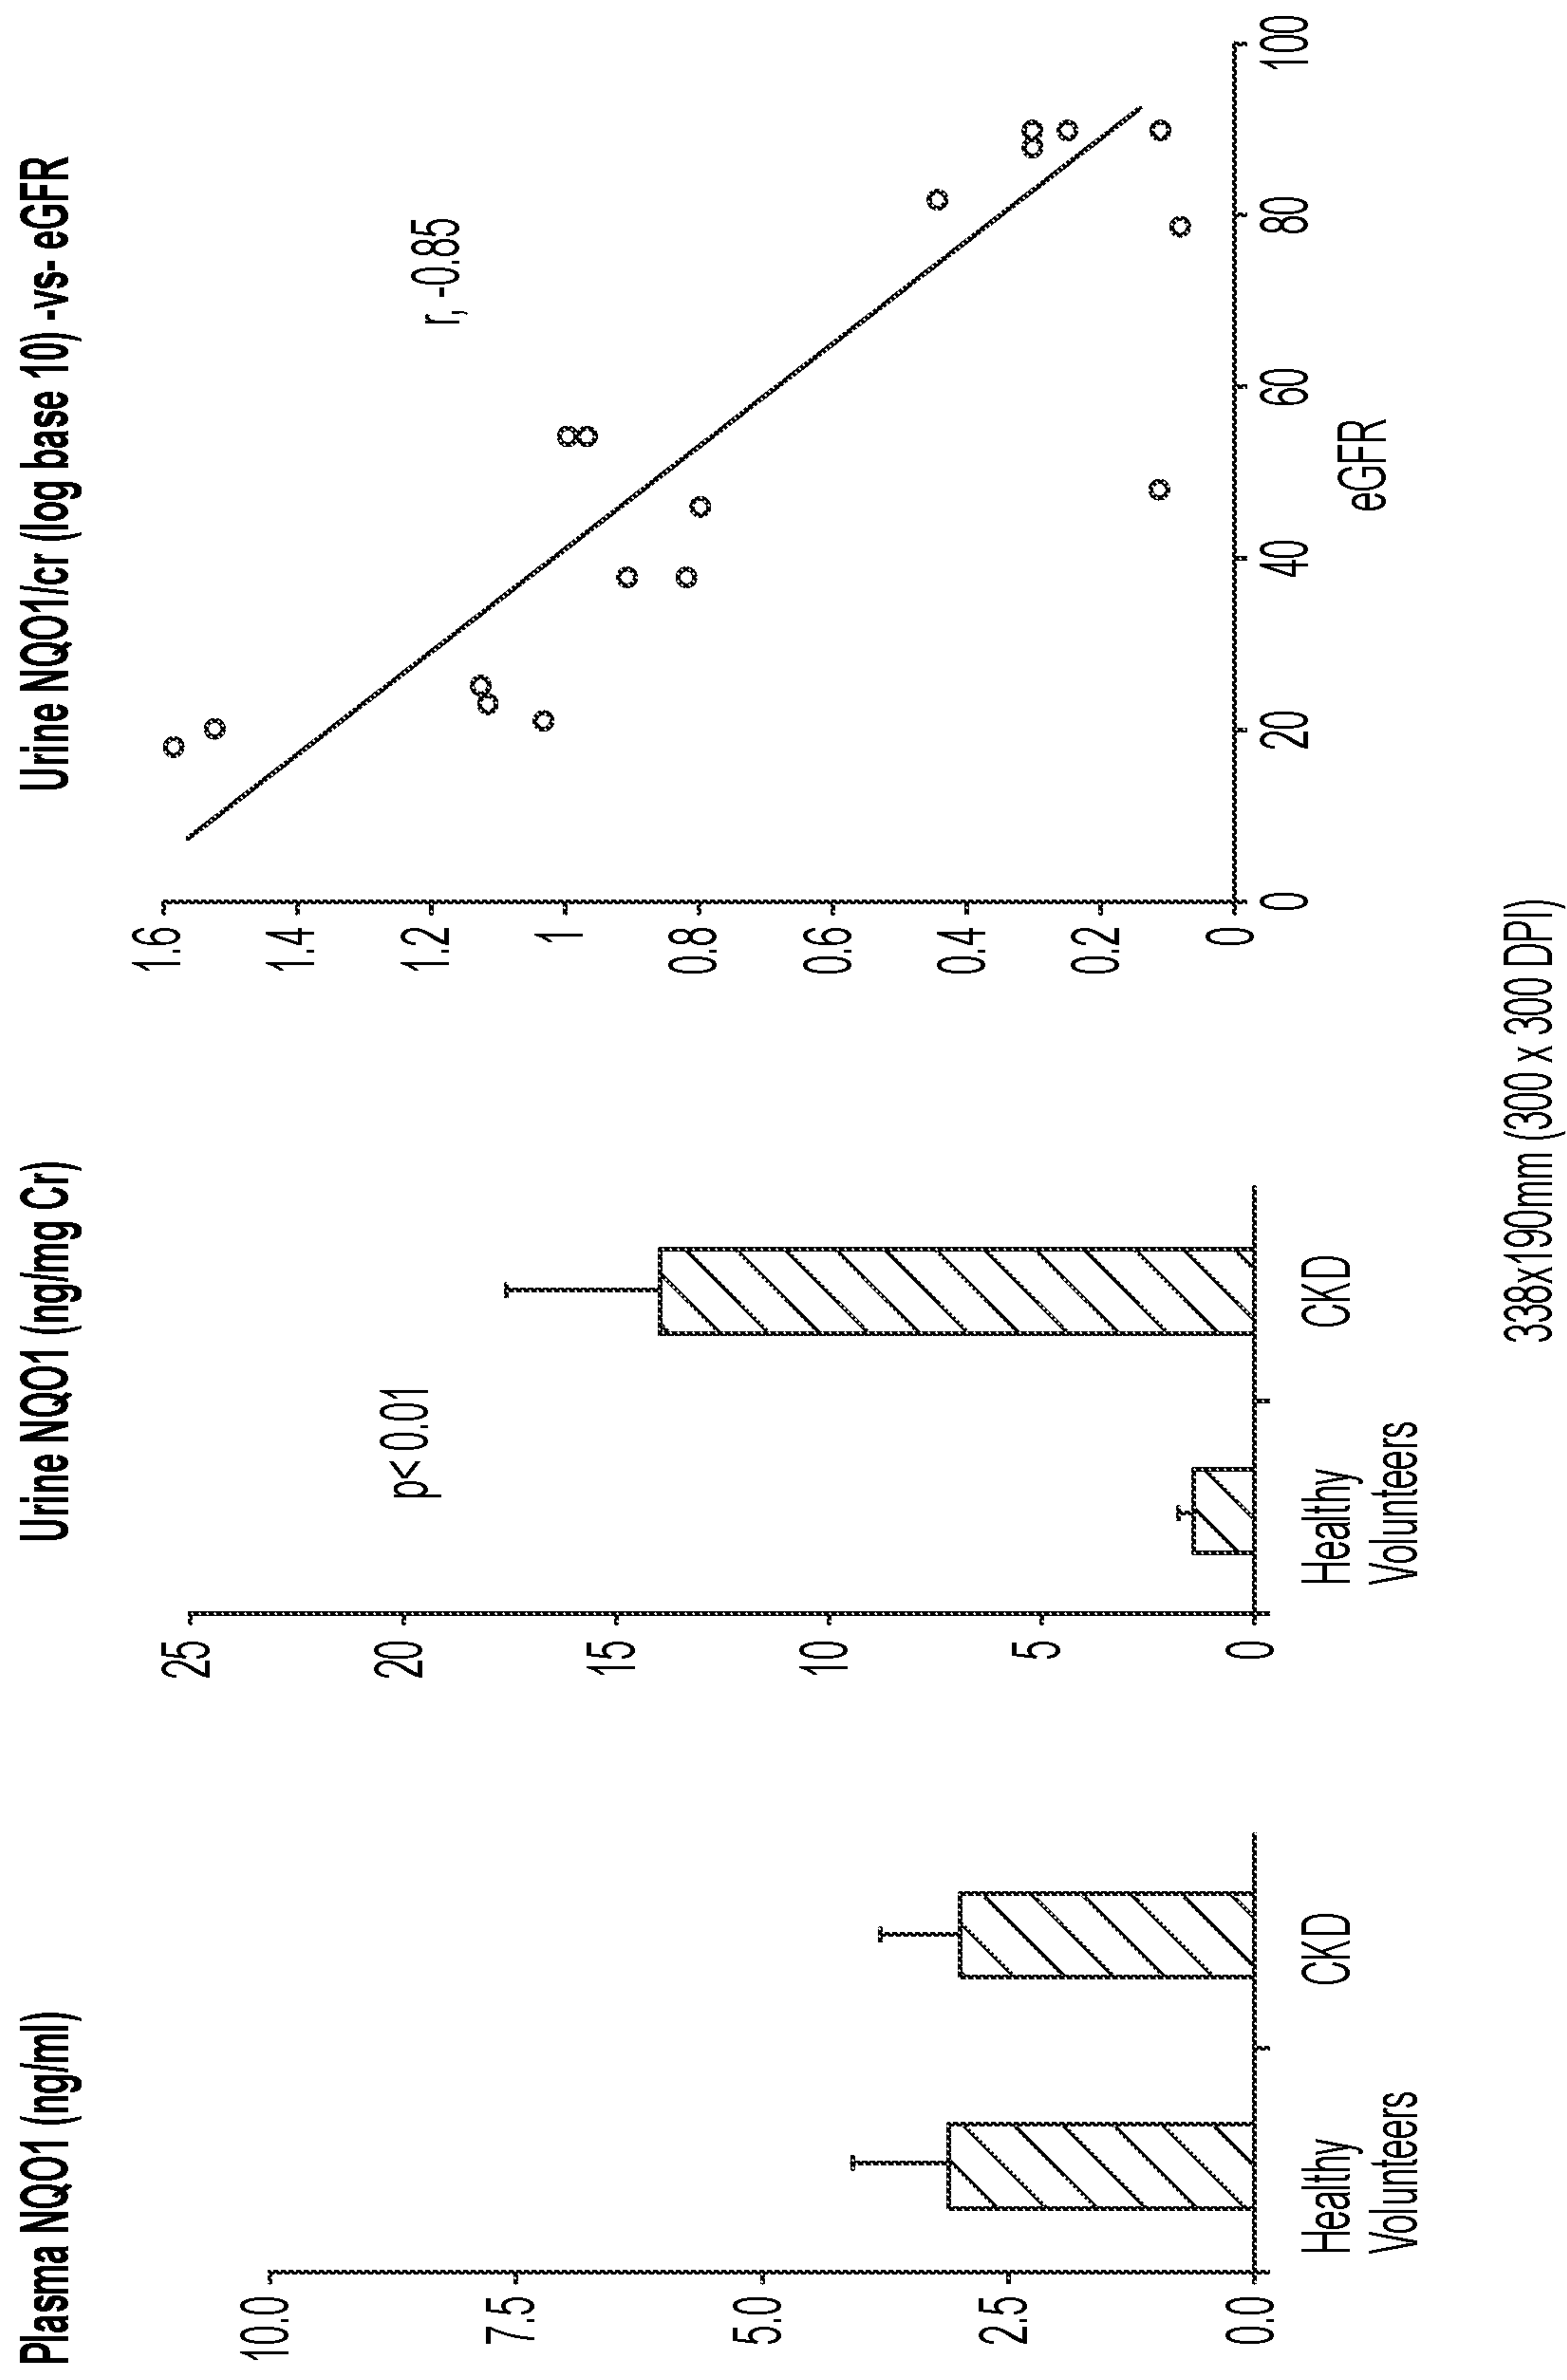 Plasma NQO1 (ng/ml)
10.0
7.5
5.0
2.5
0.0
Healthy
Volunteers
CKD
Urine NQO1 (ng/mg Cr)
25
20
15
10
5
0
p< 0.01
Healthy
Volunteers
CKD
Urine NQO1/cr (log base 10) -vs- eGFR
1.6
1.4
1.2
1
0.8
0.6
0.4
0.2
0
r, -0.85
0
20
40
60
80
100
eGFR
338x190mm (300 x 300 DPI)